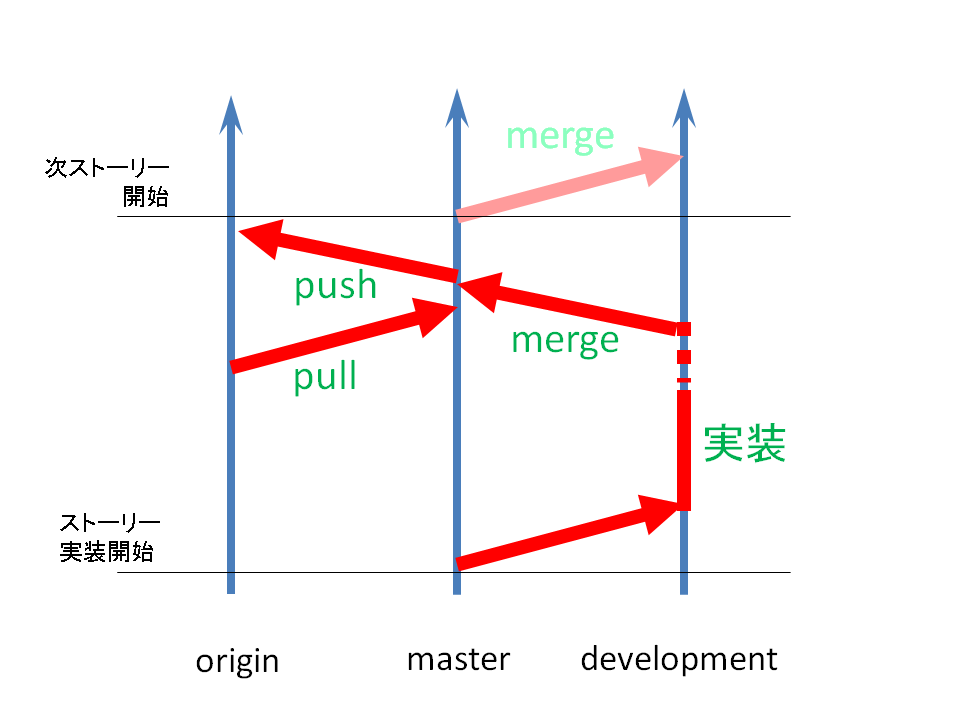 merge
次ストーリー
開始
push
merge
pull
実装
ストーリー
実装開始
origin
master
development